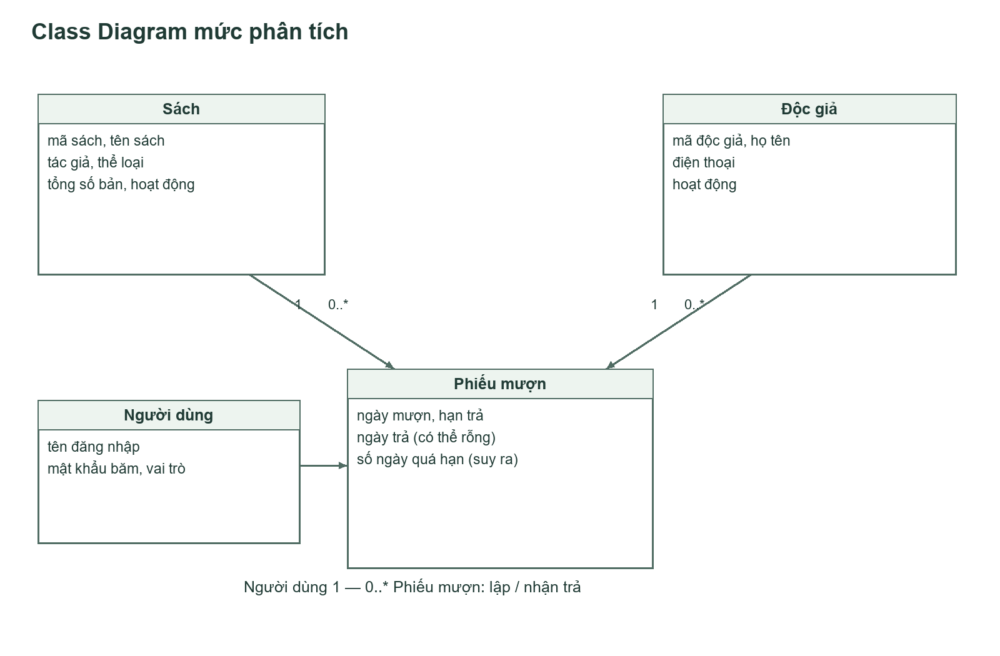 Class Diagram mức phân tích
Sách
mã sách, tên sách
tác giả, thể loại
tổng số bản, hoạt động
Độc giả
mã độc giả, họ tên
điện thoại
hoạt động
1 0..*
1 0..*
Người dùng
tên đăng nhập
mật khẩu băm, vai trò
Phiếu mượn
ngày mượn, hạn trả
ngày trả (có thể rỗng)
số ngày quá hạn (suy ra)
Người dùng 1 — 0..* Phiếu mượn: lập / nhận trả